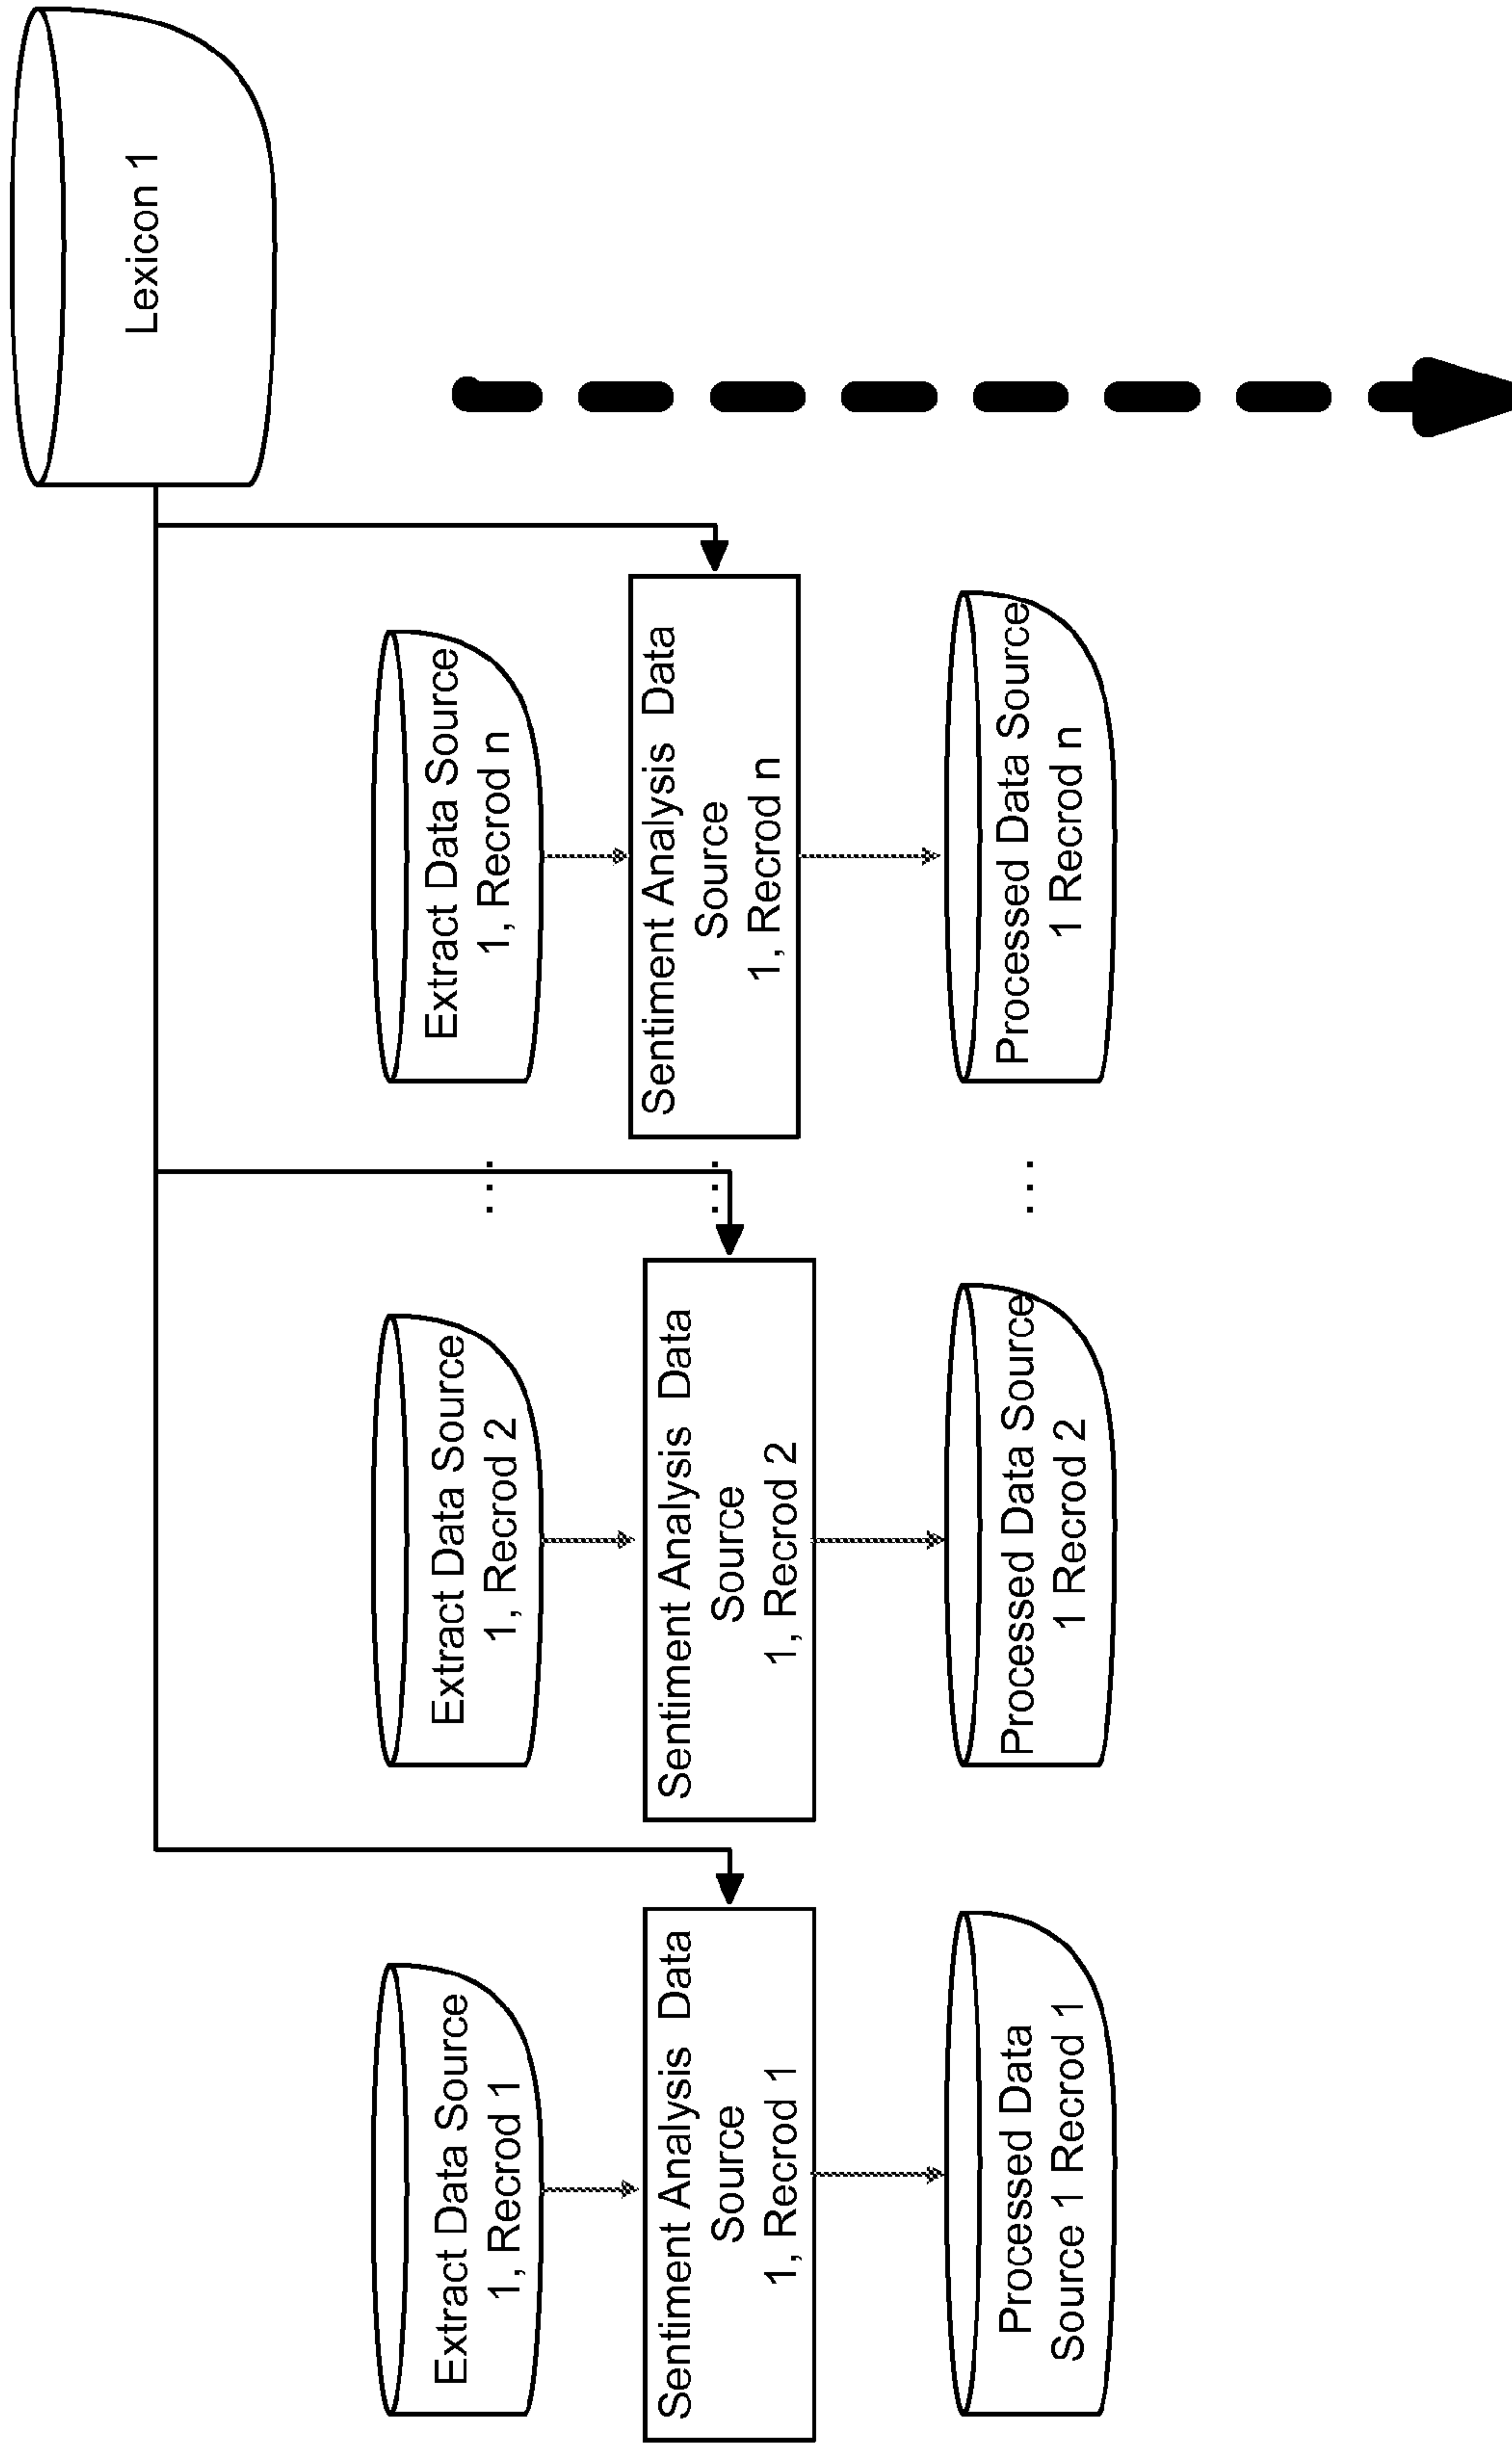 Lexicon 1
Extract Data Source
1, Recrod 1
Extract Data Source
1, Recrod 2
...
Extract Data Source
1, Recrod n
Sentiment Analysis Data
Source
1, Recrod 1
Sentiment Analysis Data
Source
1, Recrod 2
...
Sentiment Analysis Data
Source
1, Recrod n
Processed Data
Source 1 Recrod 1
Processed Data Source
1 Recrod 2
...
Processed Data Source
1 Recrod n